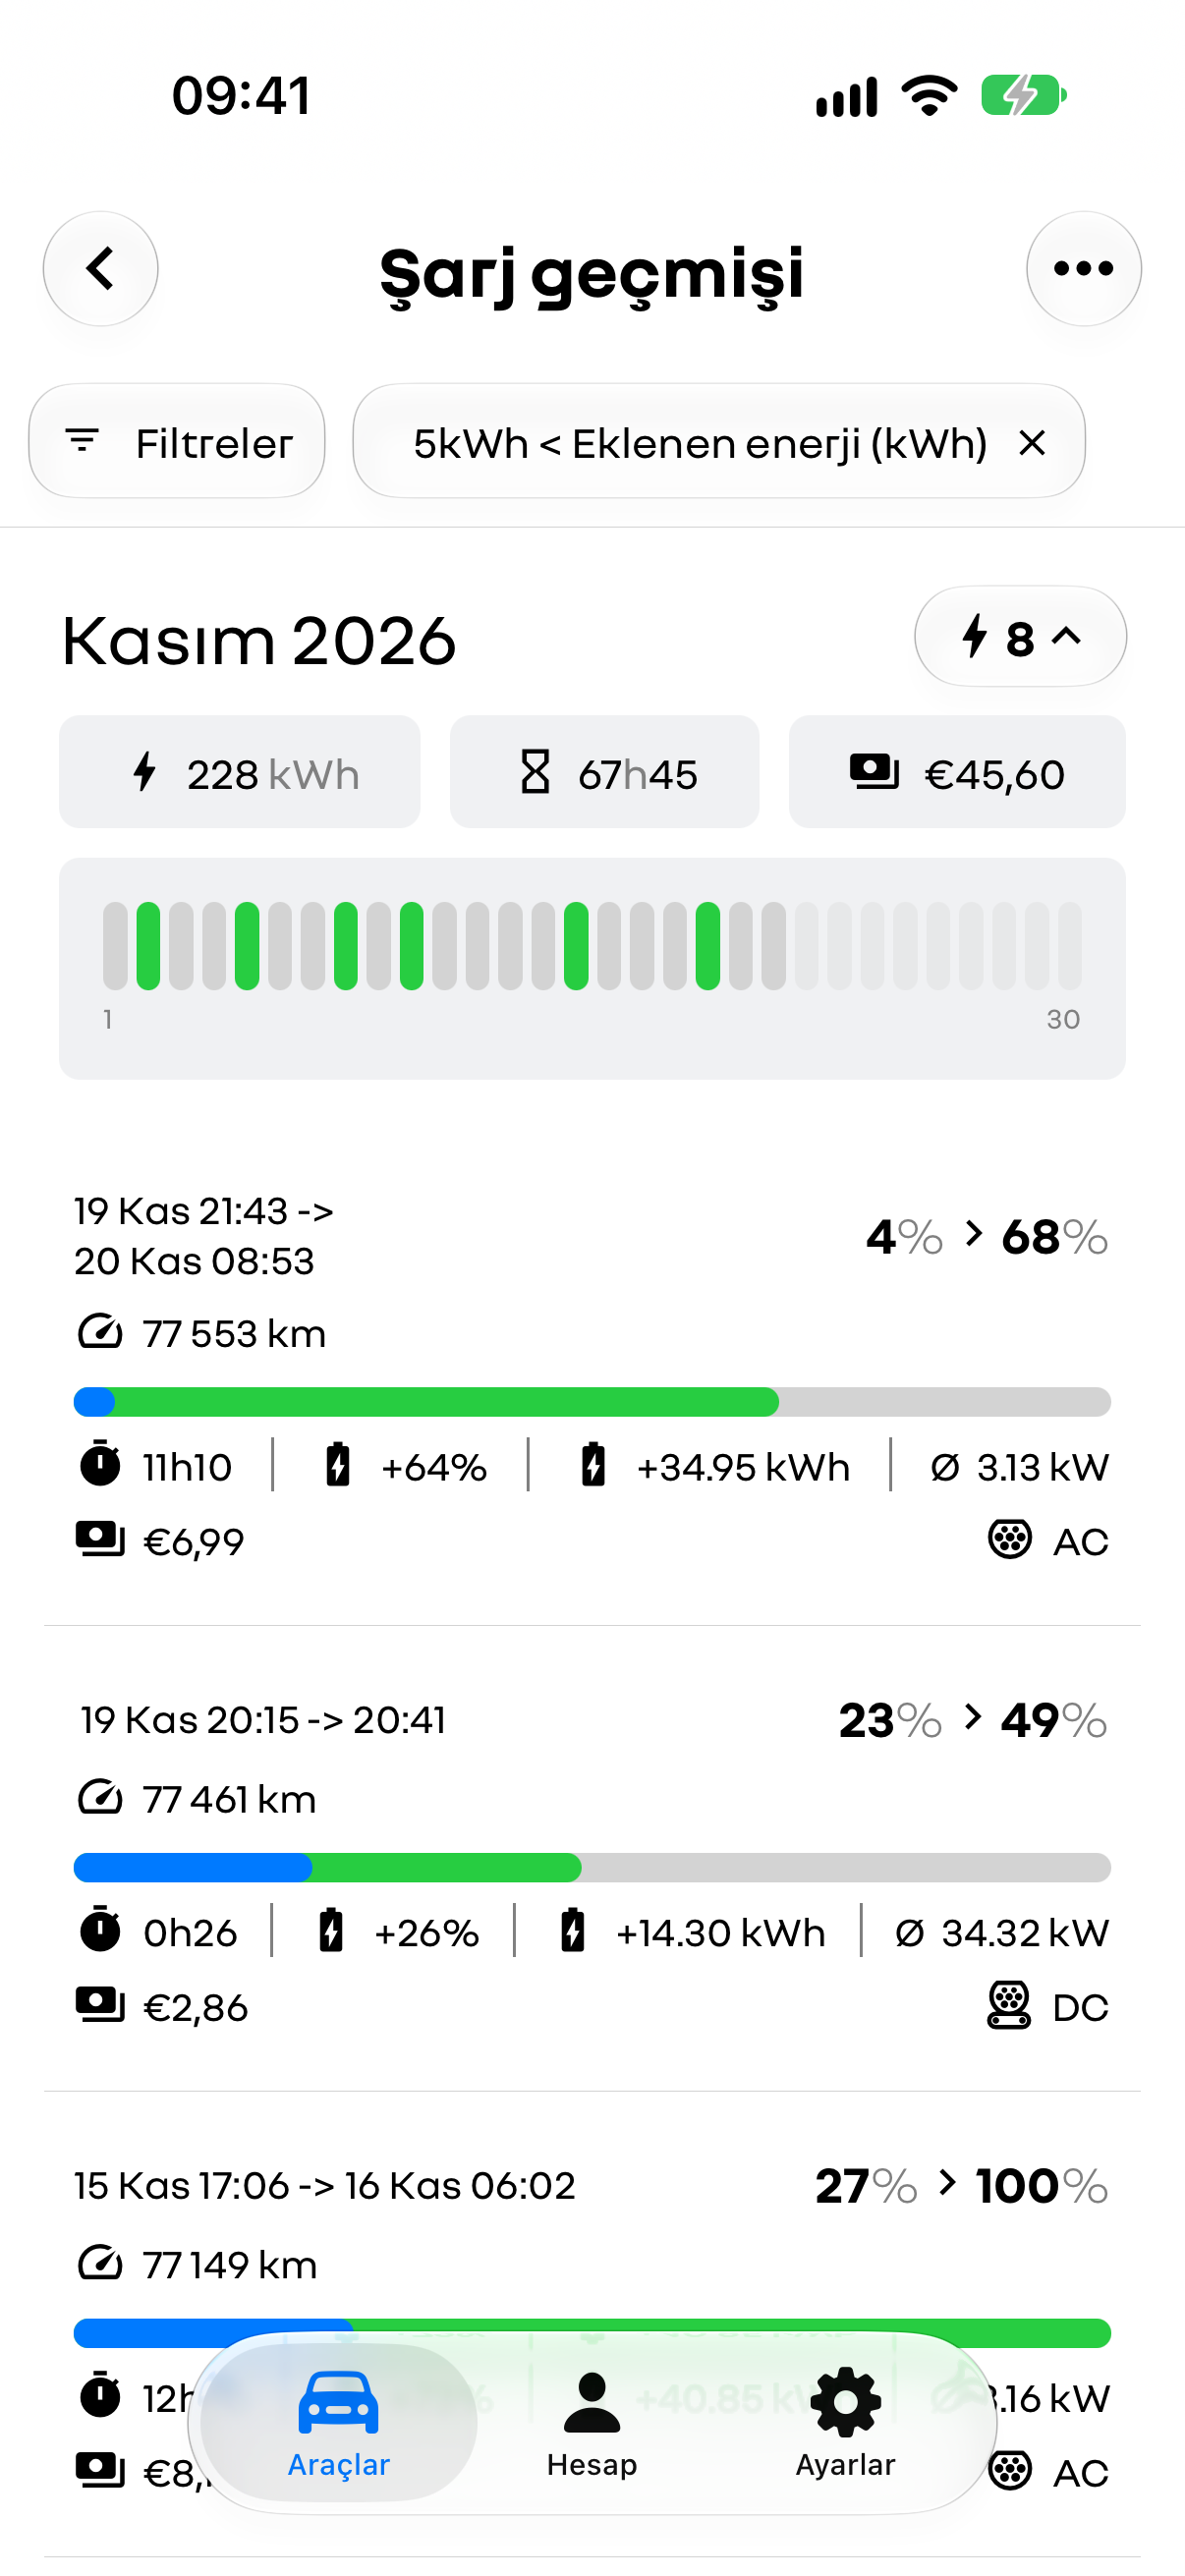 09:41
Şarj geçmişi
Filtreler
5kWh < Eklenen enerji (kWh) ×
Kasım 2026
8
228 kWh
67h45
€45,60
1
30
19 Kas 21:43 ->
20 Kas 08:53
4% > 68%
77 553 km
11h10
+64%
+34.95 kWh
Ø 3.13 kW
€6,99
AC
19 Kas 20:15 -> 20:41
23% > 49%
77 461 km
0h26
+26%
+14.30 kWh
Ø 34.32 kW
€2,86
DC
15 Kas 17:06 -> 16 Kas 06:02
27% > 100%
77 149 km
+40.85
kW
AC
Araçlar
Hesap
Ayarlar